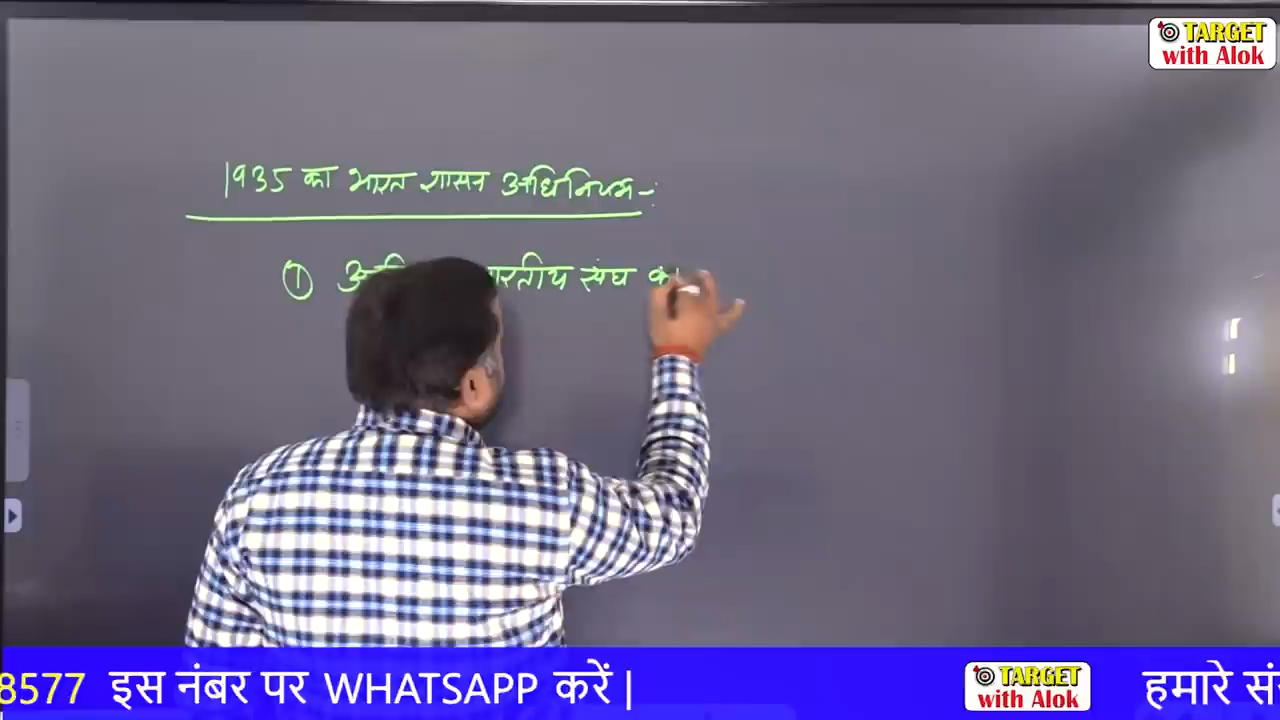 TARGET
with Alok
1935 का भारत शासन अधिनियम-:
① भारतीय संघ
8577 इस नंबर पर WHATSAPP करें |
TARGET
with Alok
हमारे